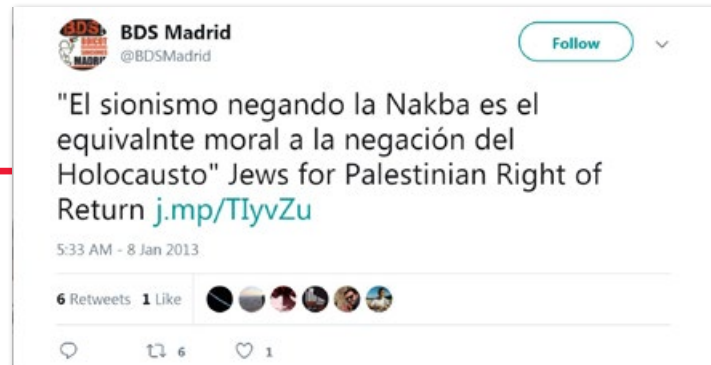 BDS Madrid
@BDSMadrid
Follow
"El sionismo negando la Nakba es el
equivalnte moral a la negación del
Holocausto" Jews for Palestinian Right of
Return j.mp/TIyvZu
5:33 AM - 8 Jan 2013
6 Retweets 1 Like
6 1